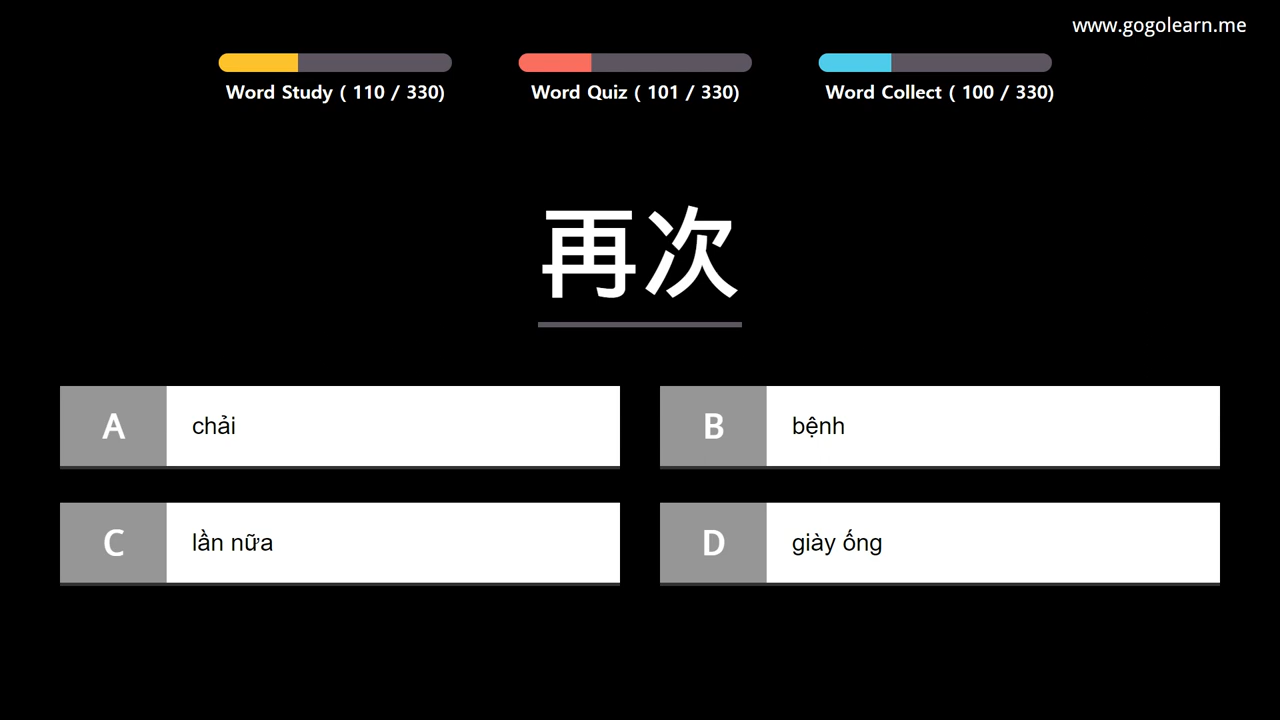 www.gogolearn.me
Word Study ( 110 / 330)
Word Quiz ( 101 / 330)
Word Collect ( 100 / 330)
再次
A chải
B bệnh
C lần nữa
D giày ống